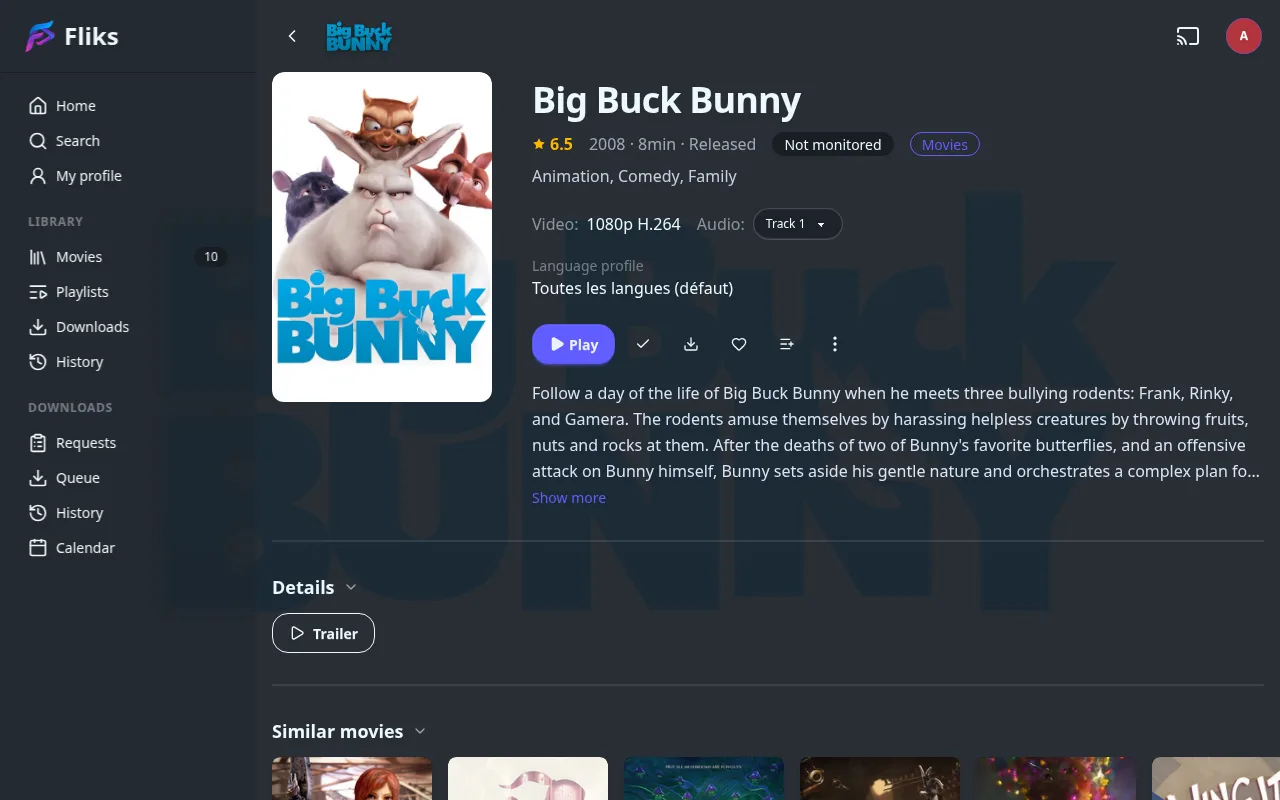 Fliks
Big Buck
BUNNY
A
Home
Search
My profile
LIBRARY
Movies 10
Playlists
Downloads
History
DOWNLOADS
Requests
Queue
History
Calendar
Big Buck
BUNNY
Big Buck Bunny
6.5 2008 · 8min · Released Not monitored Movies
Animation, Comedy, Family
Video: 1080p H.264 Audio: Track 1
Language profile
Toutes les langues (défaut)
Play
Follow a day of the life of Big Buck Bunny when he meets three bullying rodents: Frank, Rinky,
and Gamera. The rodents amuse themselves by harassing helpless creatures by throwing fruits,
nuts and rocks at them. After the deaths of two of Bunny's favorite butterflies, and an offensive
attack on Bunny himself, Bunny sets aside his gentle nature and orchestrates a complex plan fo...
Show more
Details
Trailer
Similar movies